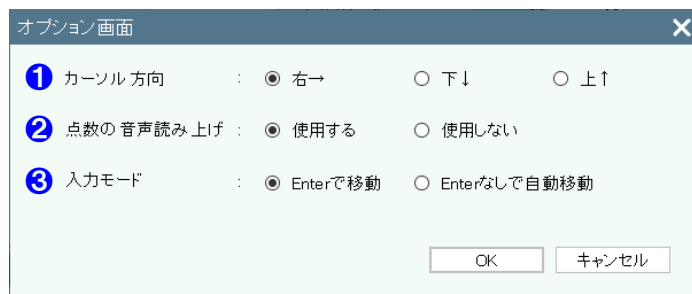 オプション画面
1 カーソル方向 : 右→ 下↓ 上↑
2 点数の音声読み上げ : 使用する 使用しない
3 入力モード : Enterで移動 Enterなしで自動移動
OK キャンセル